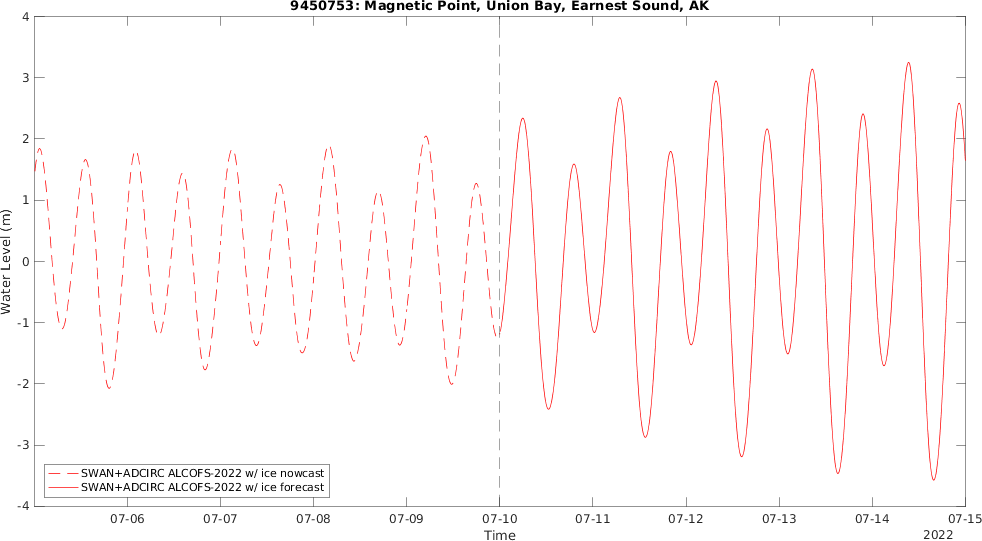 9450753: Magnetic Point, Union Bay, Earnest Sound, AK
4
3
2
1
0
-1
-2
-3
-4
Water Level (m)
SWAN+ADCIRC ALCOFS-2022 w/ ice nowcast
SWAN+ADCIRC ALCOFS-2022 w/ ice forecast
07-06 07-07 07-08 07-09 07-10 07-11 07-12 07-13 07-14 07-15
Time
2022